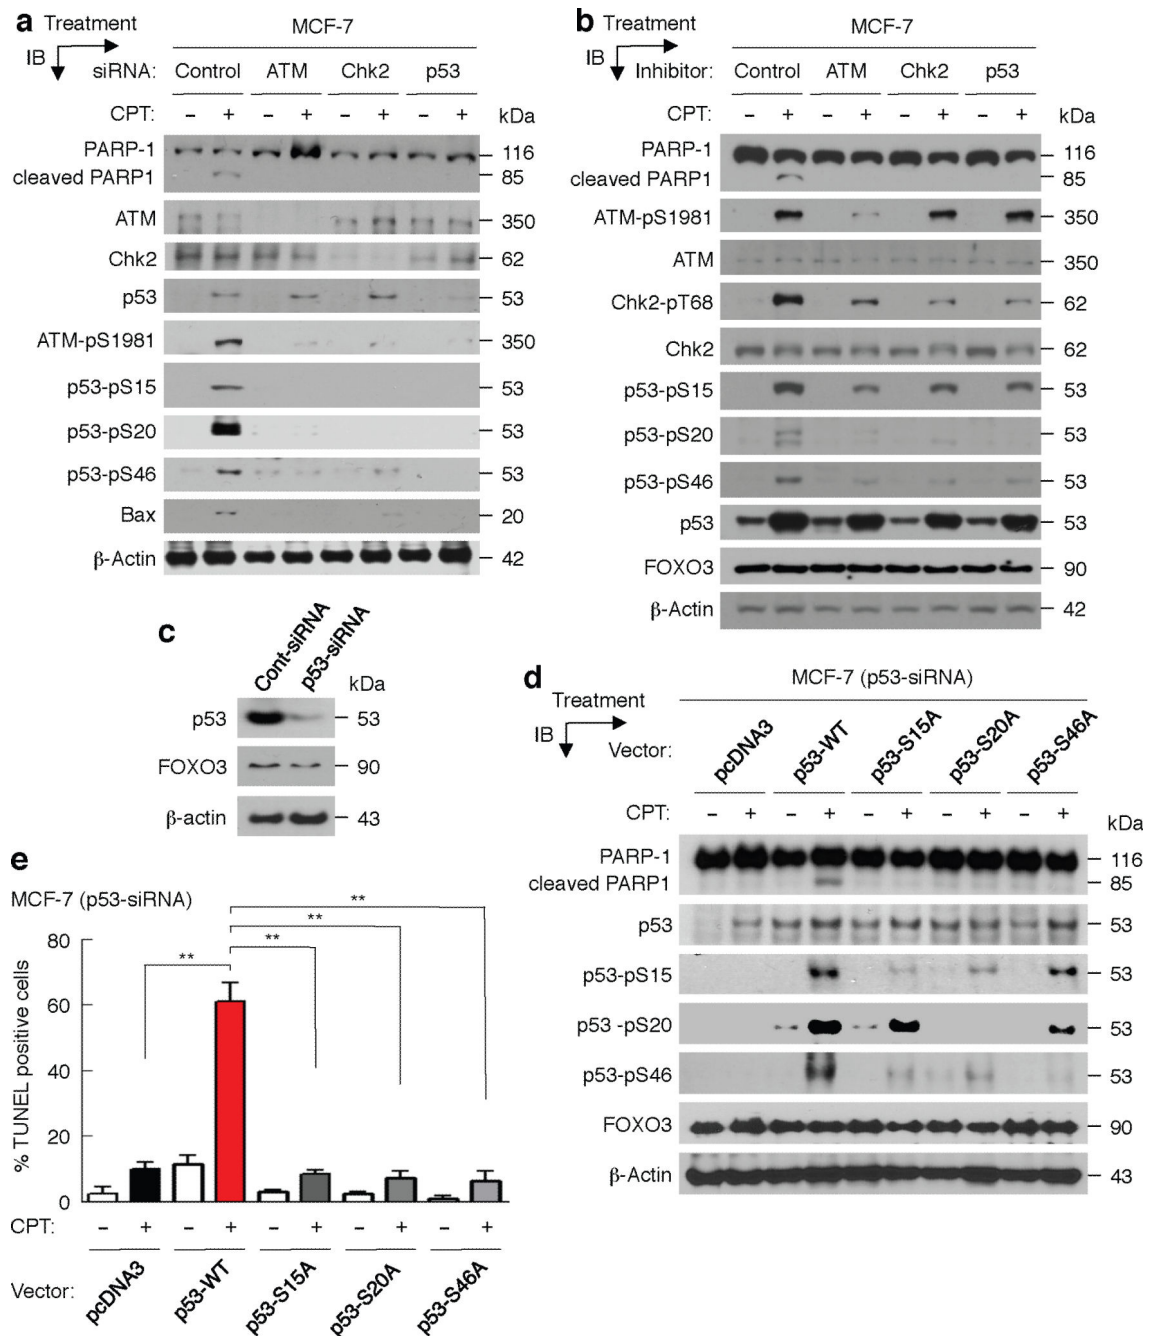 a
Treatment
MCF-7
IB
siRNA: Control ATM Chk2 p53
CPT: – + – + – + – + kDa
PARP-1 116
cleaved PARP1 85
ATM 350
Chk2 62
p53 53
ATM-pS1981 350
p53-pS15 53
p53-pS20 53
p53-pS46 53
Bax 20
β-Actin 42
b
Treatment
MCF-7
IB
Inhibitor: Control ATM Chk2 p53
CPT: – + – + – + – + kDa
PARP-1 116
cleaved PARP1 85
ATM-pS1981 350
ATM 350
Chk2-pT68 62
Chk2 62
p53-pS15 53
p53-pS20 53
p53-pS46 53
p53 53
FOXO3 90
β-Actin 42
c
Cont-siRNA p53-siRNA
kDa
p53 53
FOXO3 90
β-actin 43
d
MCF-7 (p53-siRNA)
Treatment
IB
Vector: pcDNA3 p53-WT p53-S15A p53-S20A p53-S46A
CPT: – + – + – + – + – +
kDa
PARP-1 116
cleaved PARP1 85
p53 53
p53-pS15 53
p53 -pS20 53
p53-pS46 53
FOXO3 90
β-Actin 43
e
MCF-7 (p53-siRNA)
**
**
**
**
80
60
40
20
0
% TUNEL positive cells
CPT: – + – + – + – + – +
Vector: pcDNA3 p53-WT p53-S15A p53-S20A p53-S46A